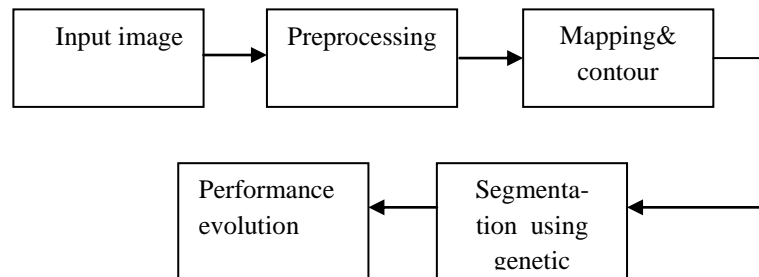 Input image
Preprocessing
Mapping&
contour
Segmenta-
tion using
genetic
Performance
evolution